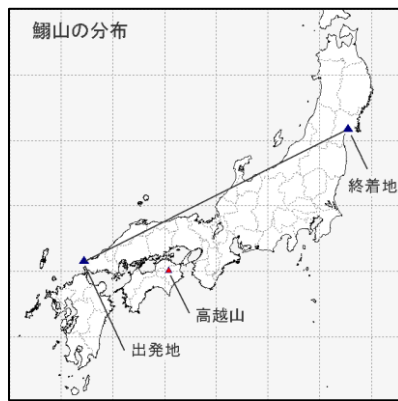 鰯山の分布
終着地
高越山
出発地